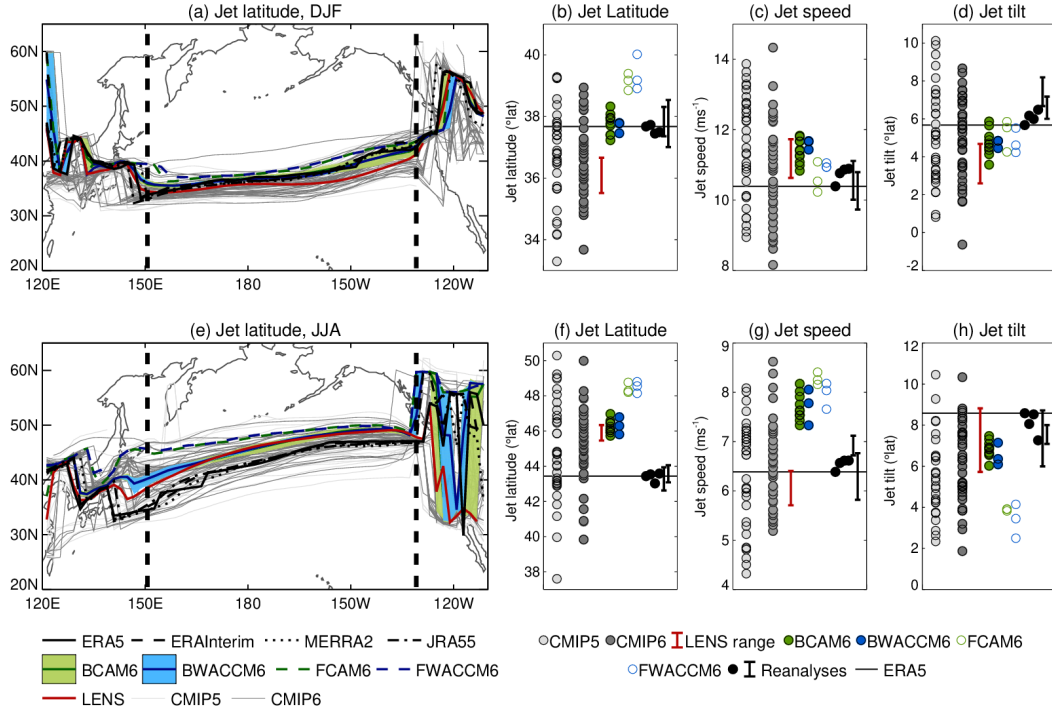 (a) Jet latitude, DJF
60N
50N
40N
30N
20N
120E 150E 180 150W 120W
(b) Jet Latitude
Jet latitude (°lat)
40
38
36
34
33
(c) Jet speed
Jet speed (ms⁻¹)
14
12
10
8
(d) Jet tilt
Jet tilt (°lat)
10
8
6
4
2
0
-2
(e) Jet latitude, JJA
60N
50N
40N
30N
20N
120E 150E 180 150W 120W
(f) Jet Latitude
Jet latitude (°lat)
50
48
46
44
42
40
37
(g) Jet speed
Jet speed (ms⁻¹)
9
8
7
6
5
4
(h) Jet tilt
Jet tilt (°lat)
12
10
8
6
4
2
0
ERA5 ERAInterim MERRA2 JRA55
BCAM6 BWACCM6 FCAM6 FWACCM6
LENS CMIP5 CMIP6
CMIP5 CMIP6 LENS range BCAM6 BWACCM6 FCAM6
FWACCM6 Reanalyses ERA5